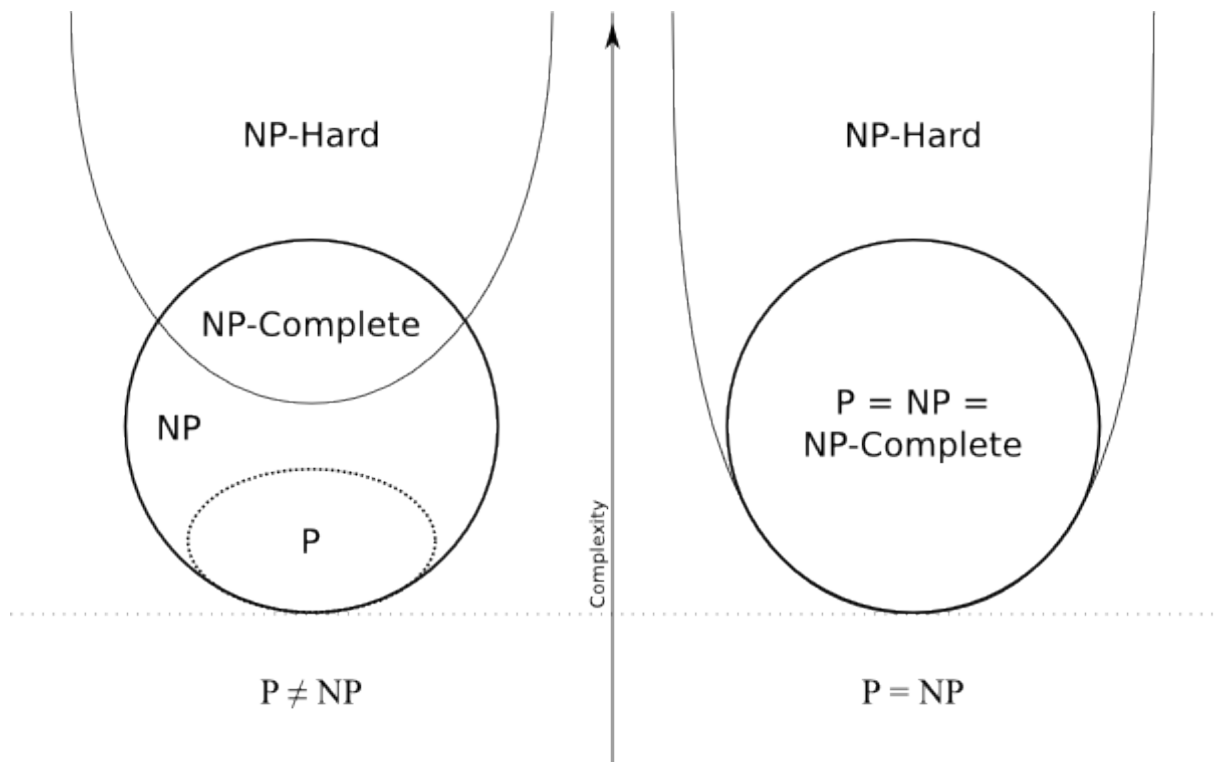 NP-Hard
NP-Complete
NP
P
P ≠ NP
Complexity
NP-Hard
P = NP =
NP-Complete
P = NP